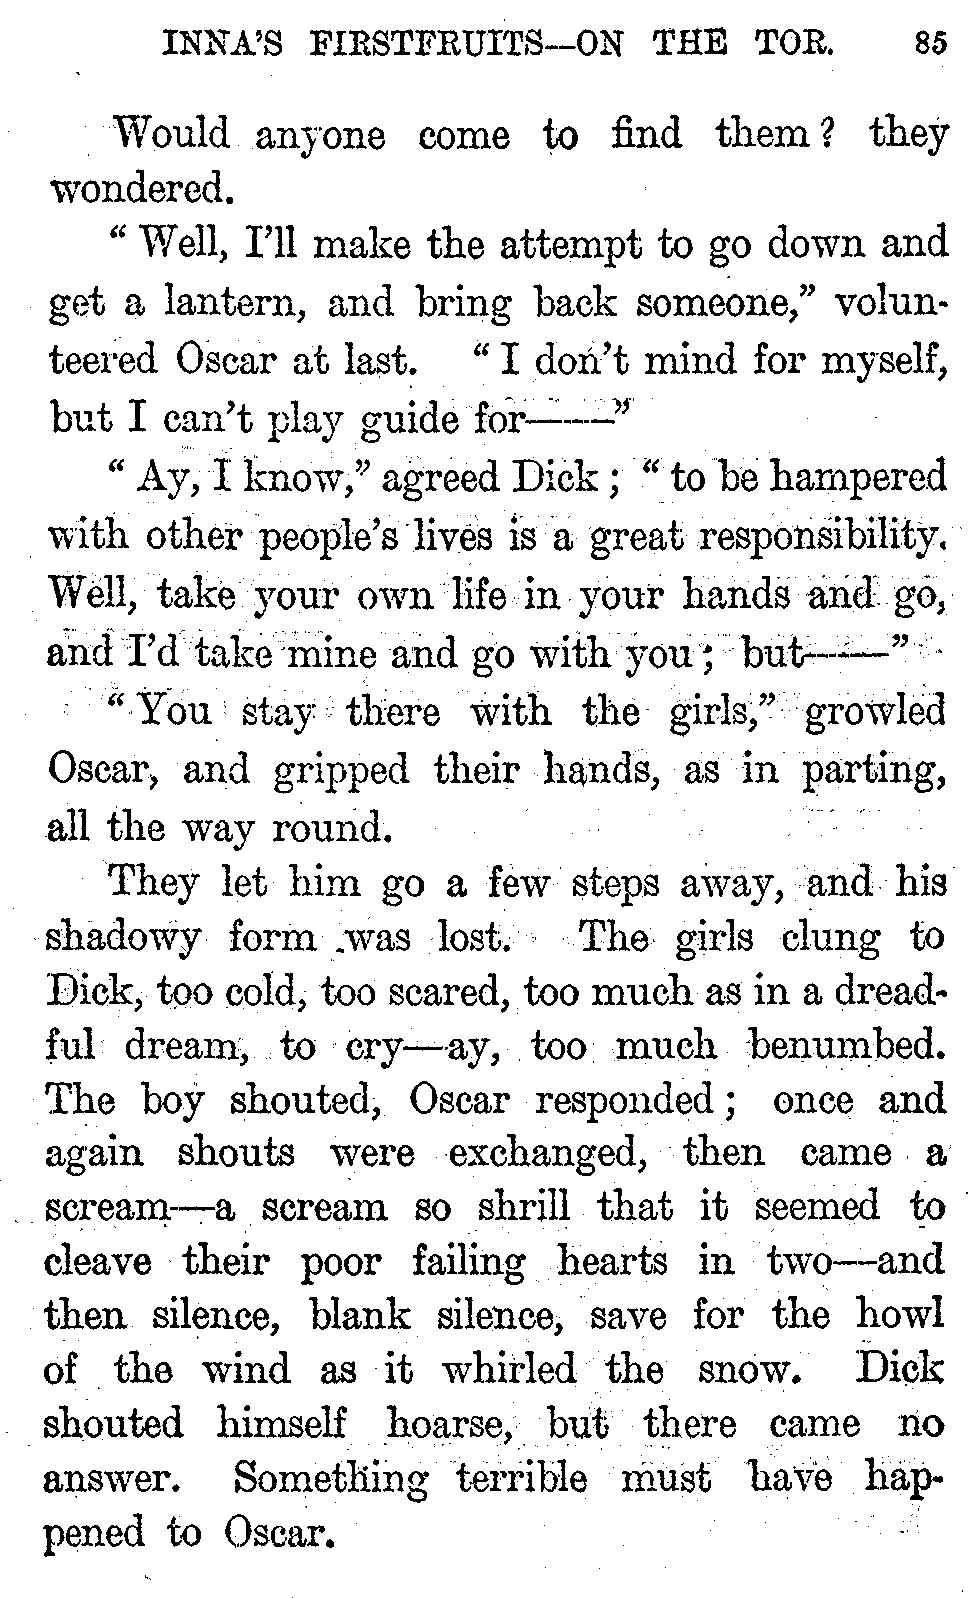 INNA'S FIRSTFRUITS—ON THE TOR. 85
Would anyone come to find them? they
wondered.
"Well, I'll make the attempt to go down and
get a lantern, and bring back someone," volun-
teered Oscar at last. "I don't mind for myself,
but I can't play guide for——"
"Ay, I know," agreed Dick; "to be hampered
with other people's lives is a great responsibility.
Well, take your own life in your hands and go,
and I'd take mine and go with you; but——"
"You stay there with the girls," growled
Oscar, and gripped their hands, as in parting,
all the way round.
They let him go a few steps away, and his
shadowy form was lost. The girls clung to
Dick, too cold, too scared, too much as in a dread-
ful dream, to cry—ay, too much benumbed.
The boy shouted, Oscar responded; once and
again shouts were exchanged, then came a
scream—a scream so shrill that it seemed to
cleave their poor failing hearts in two—and
then silence, blank silence, save for the howl
of the wind as it whirled the snow. Dick
shouted himself hoarse, but there came no
answer. Something terrible must have hap-
pened to Oscar.